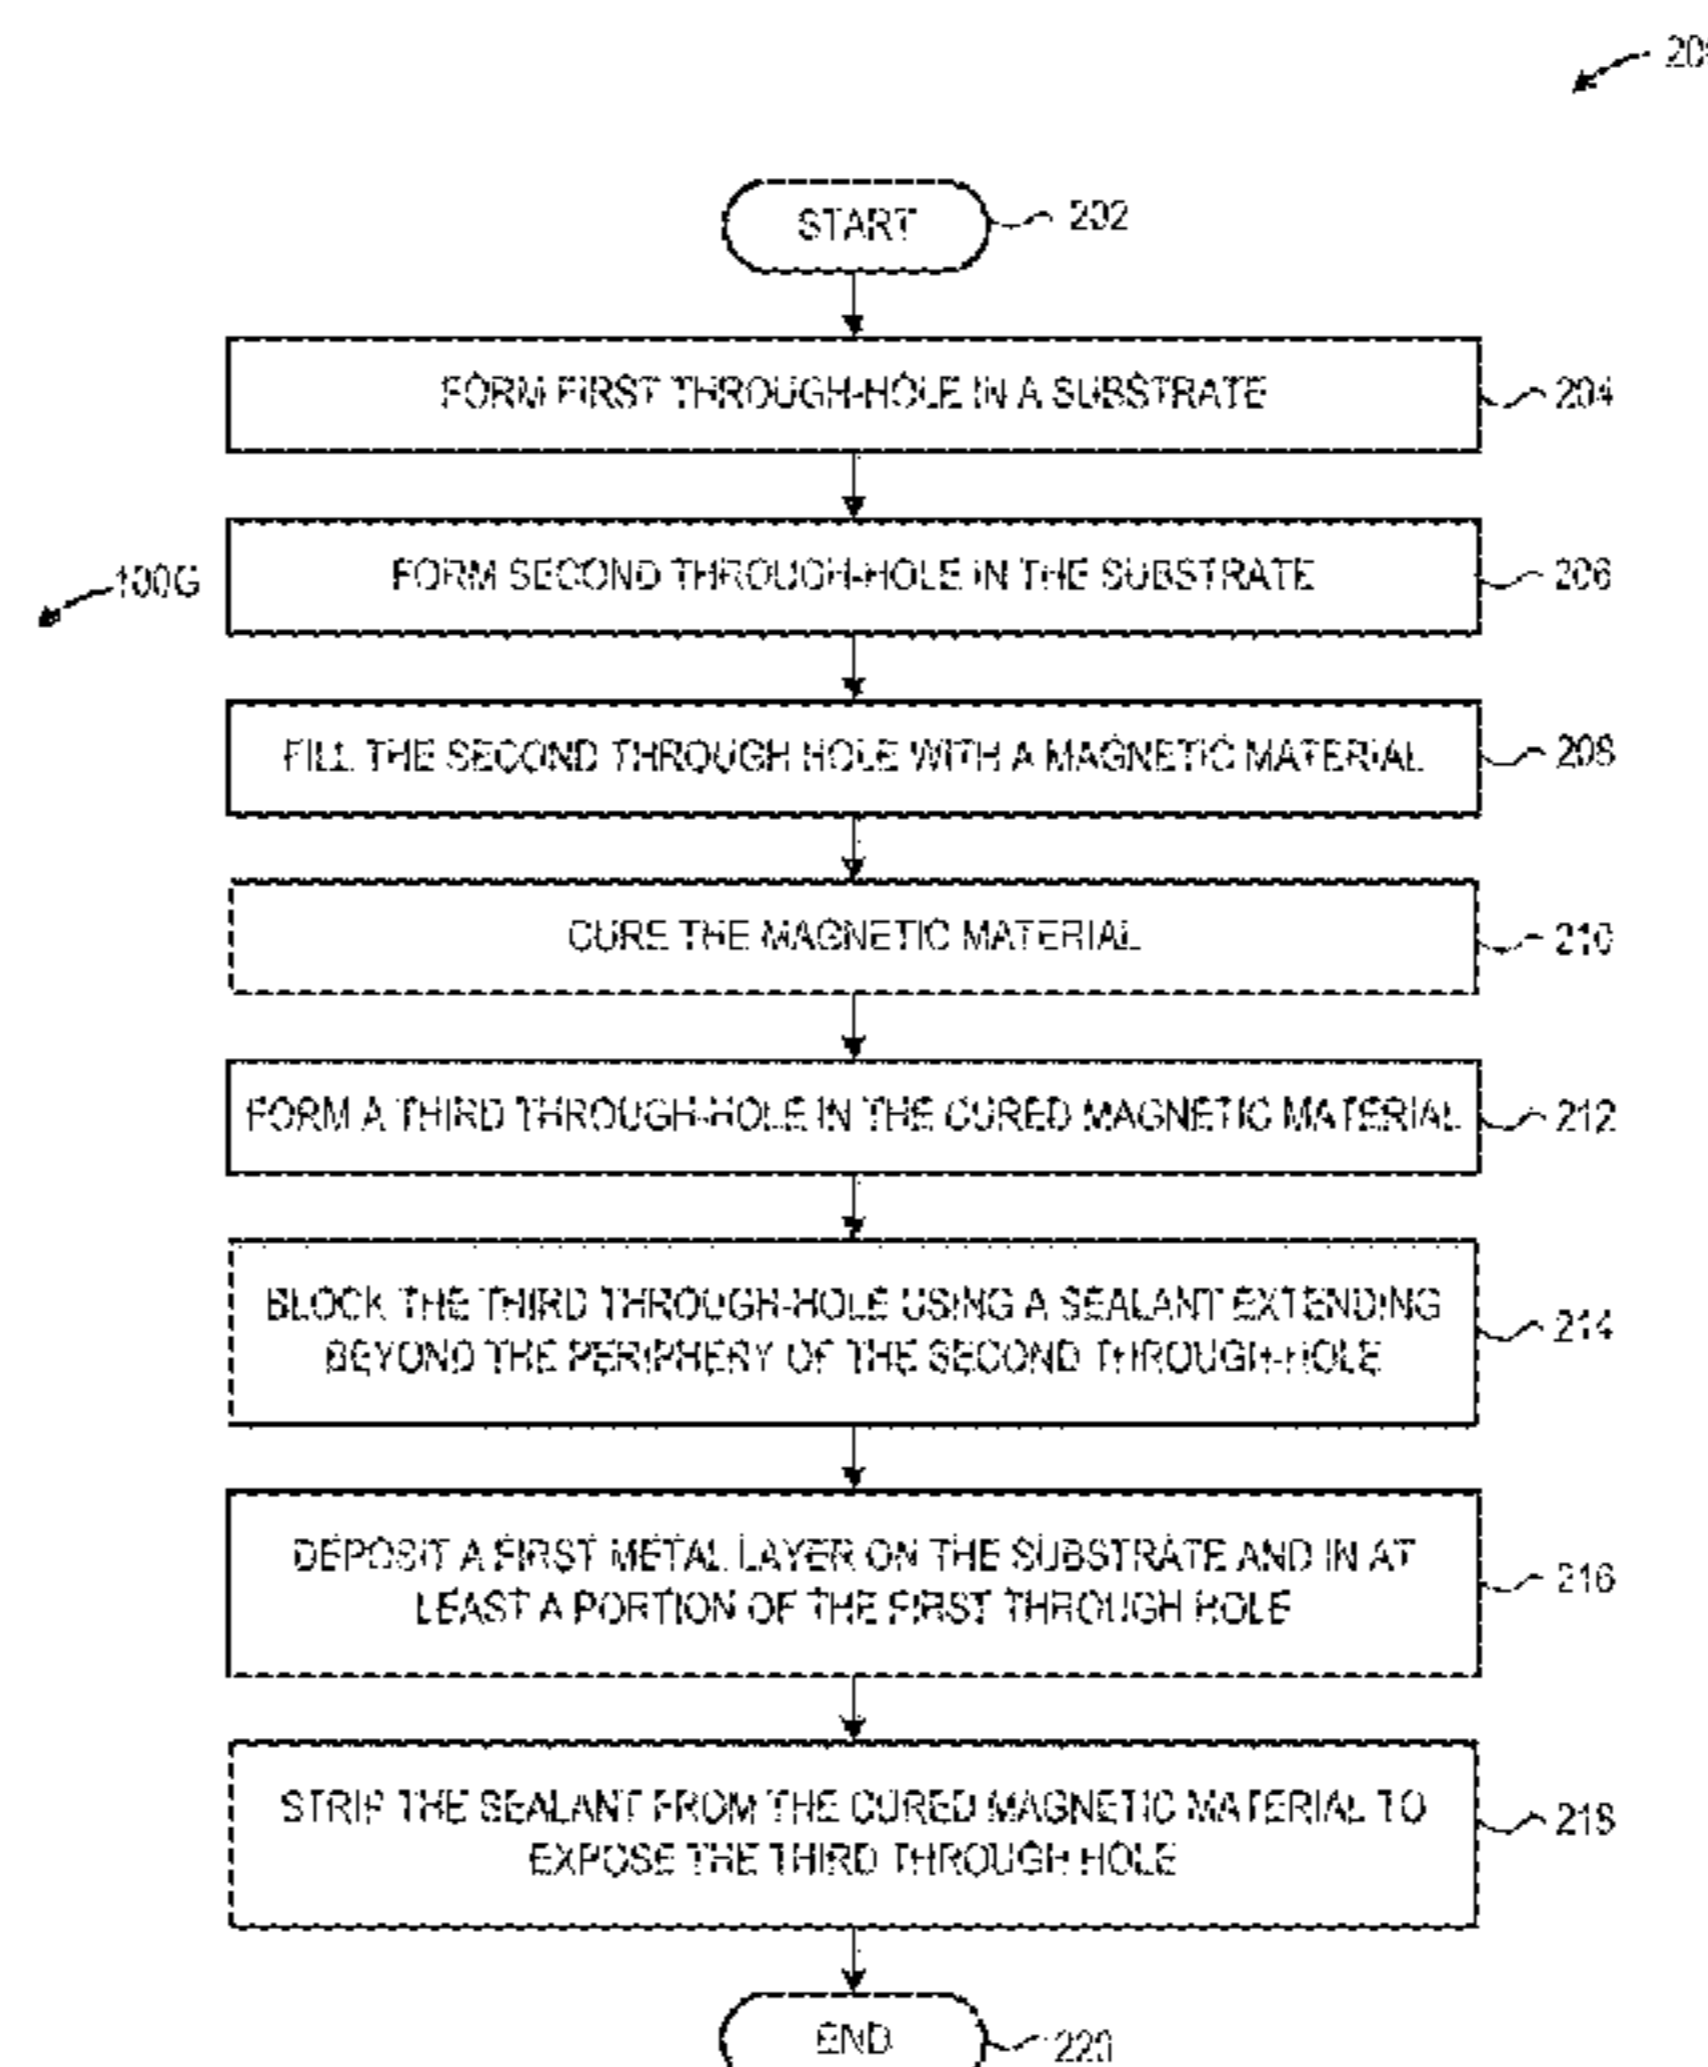 START
202
FORM FIRST THROUGH-HOLE IN A SUBSTRATE
204
100G
FORM SECOND THROUGH-HOLE IN THE SUBSTRATE
206
FILL THE SECOND THROUGH HOLE WITH A MAGNETIC MATERIAL
208
CURE THE MAGNETIC MATERIAL
210
FORM A THIRD THROUGH-HOLE IN THE CURED MAGNETIC MATERIAL
212
BLOCK THE THIRD THROUGH-HOLE USING A SEALANT EXTENDING
BEYOND THE PERIPHERY OF THE SECOND THROUGH-HOLE
214
DEPOSIT A FIRST METAL LAYER ON THE SUBSTRATE AND IN AT
LEAST A PORTION OF THE FIRST THROUGH HOLE
216
STRIP THE SEALANT FROM THE CURED MAGNETIC MATERIAL TO
EXPOSE THE THIRD THROUGH HOLE
218
END
220